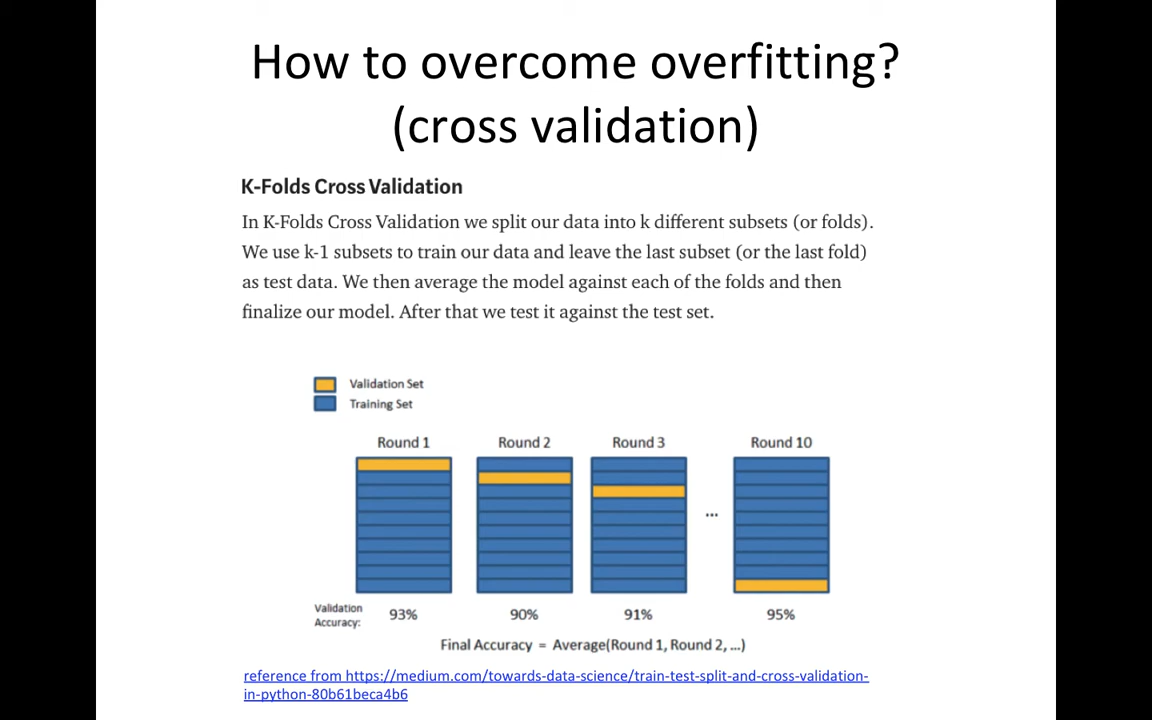 How to overcome overfitting?
(cross validation)
K-Folds Cross Validation
In K-Folds Cross Validation we split our data into k different subsets (or folds).
We use k-1 subsets to train our data and leave the last subset (or the last fold)
as test data. We then average the model against each of the folds and then
finalize our model. After that we test it against the test set.
Validation Set
Training Set
Round 1 Round 2 Round 3 Round 10
...
Validation
Accuracy: 93% 90% 91% 95%
Final Accuracy = Average(Round 1, Round 2, ...)
reference from https://medium.com/towards-data-science/train-test-split-and-cross-validation-
in-python-80b61beca4b6